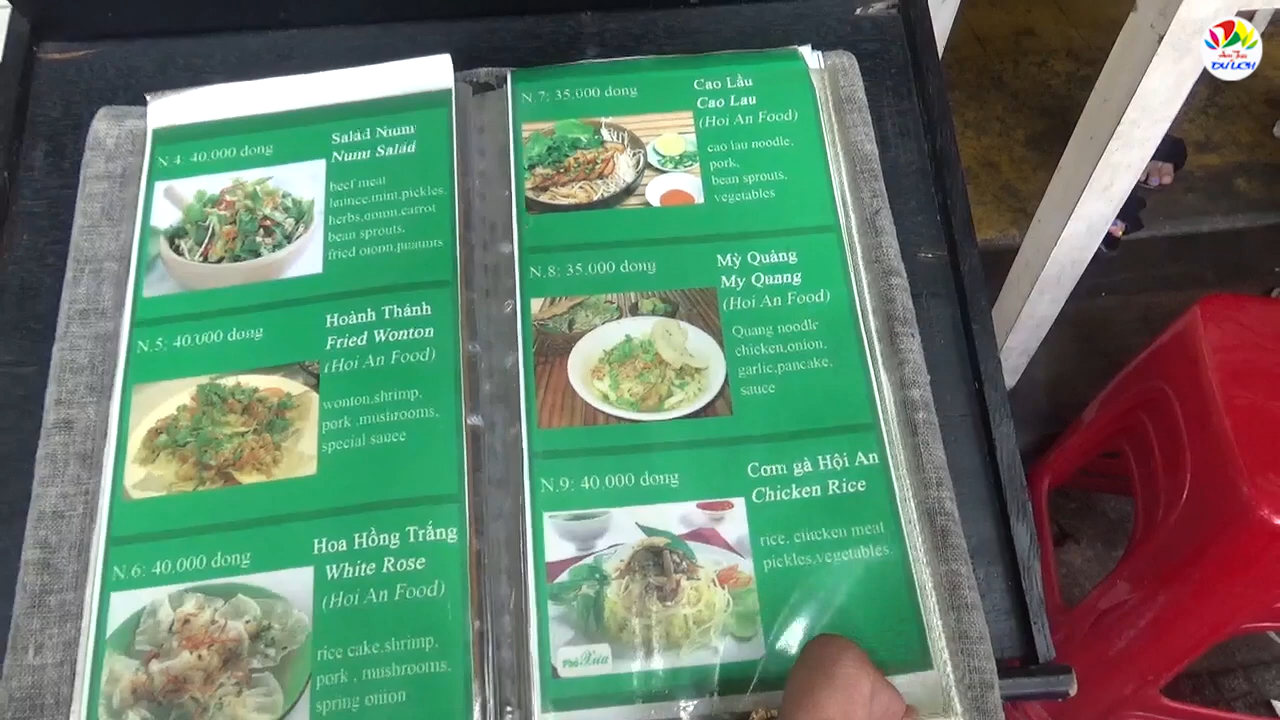 N.4: 40.000 dong
Salad Num
Num Salad
beef meat
herbs,onion,carrot
bean sprouts,
fried onion,peanuts
N.5: 40.000 dong
Hoành Thánh
Fried Wonton
(Hoi An Food)
wonton,shrimp,
pork ,mushrooms,
special sauce
N.6: 40.000 dong
Hoa Hồng Trắng
White Rose
(Hoi An Food)
rice cake,shrimp,
pork , mushrooms,
spring onion
N.7: 35.000 dong
Cao Lầu
Cao Lau
(Hoi An Food)
cao lau noodle,
pork,
bean sprouts,
vegetables
N.8: 35.000 dong
Mỳ Quảng
My Quang
(Hoi An Food)
Quang noodle
chicken,onion,
garlic,pancake,
sauce
N.9: 40.000 dong
Cơm gà Hội An
Chicken Rice
rice, chicken meat
pickles,vegetables.
DU LỊCH